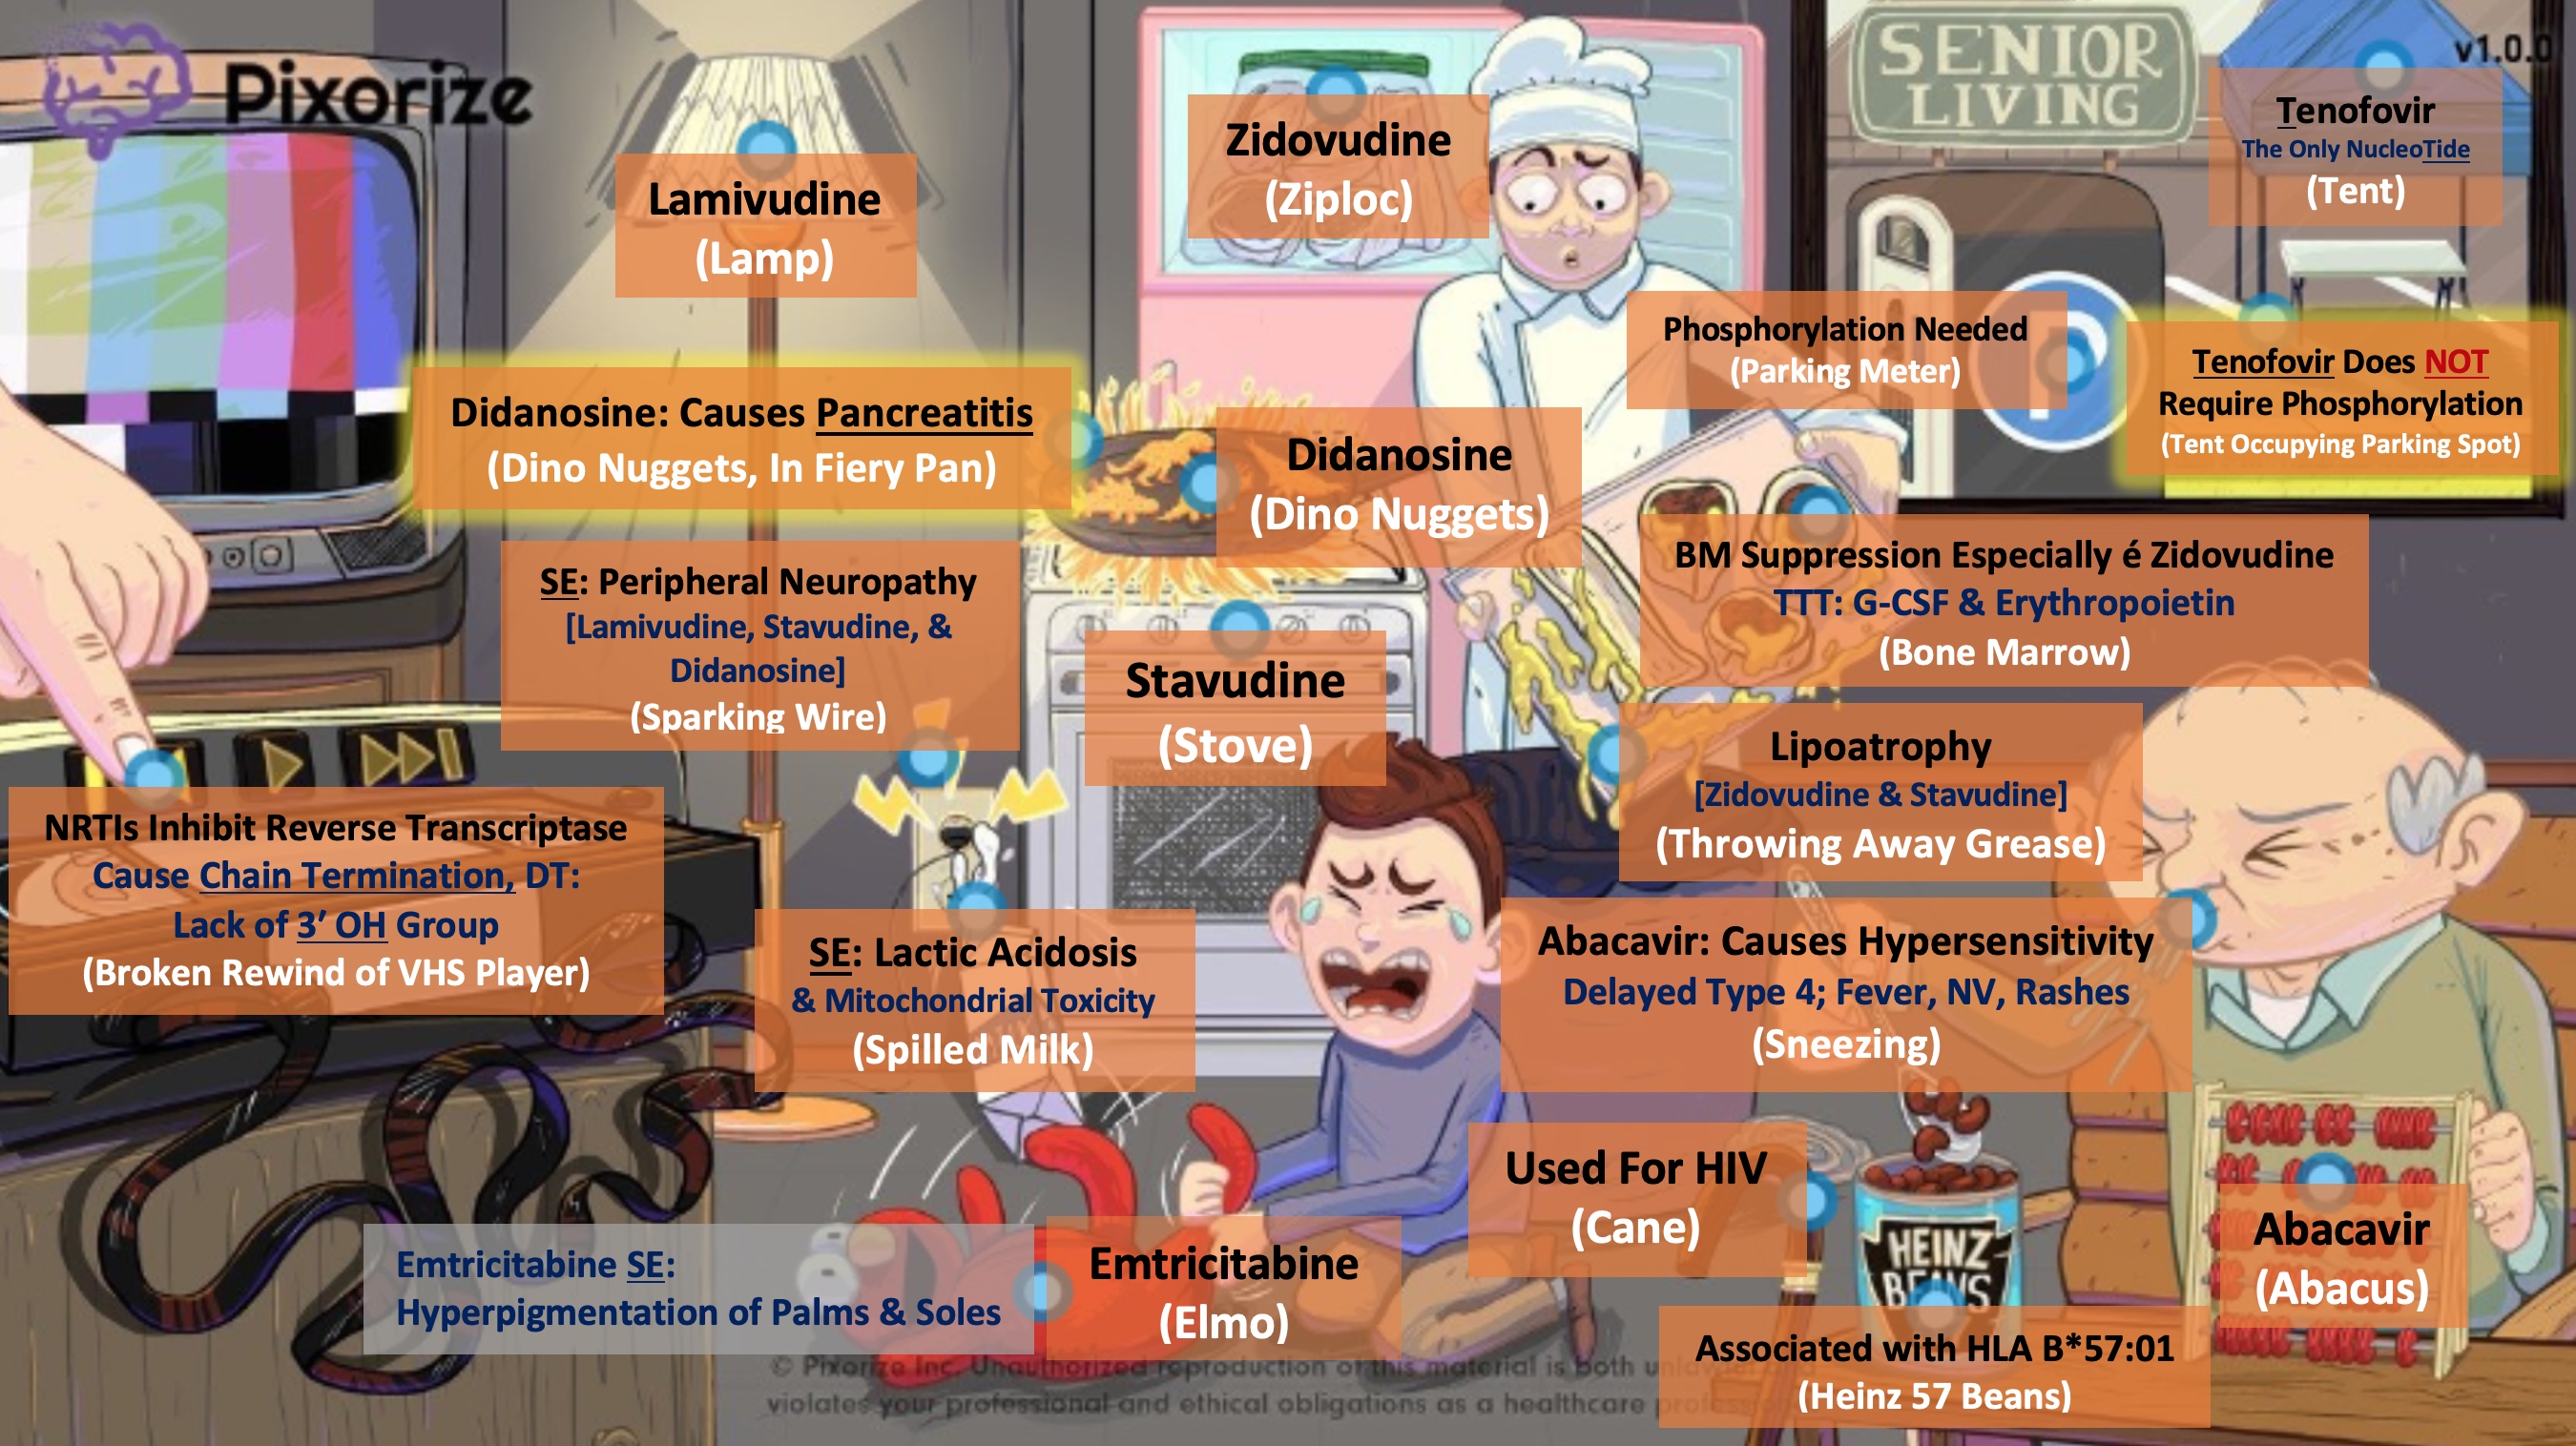 Pixorize
SENIOR
LIVING
v1.0.0
Tenofovir
The Only NucleoTide
(Tent)
Zidovudine
(Ziploc)
Lamivudine
(Lamp)
Phosphorylation Needed
(Parking Meter)
P
Tenofovir Does NOT
Require Phosphorylation
(Tent Occupying Parking Spot)
Didanosine: Causes Pancreatitis
(Dino Nuggets, In Fiery Pan)
Didanosine
(Dino Nuggets)
BM Suppression Especially é Zidovudine
TTT: G-CSF & Erythropoietin
(Bone Marrow)
SE: Peripheral Neuropathy
[Lamivudine, Stavudine, &
Didanosine]
(Sparking Wire)
Stavudine
(Stove)
Lipoatrophy
[Zidovudine & Stavudine]
(Throwing Away Grease)
NRTIs Inhibit Reverse Transcriptase
Cause Chain Termination, DT:
Lack of 3’ OH Group
(Broken Rewind of VHS Player)
SE: Lactic Acidosis
& Mitochondrial Toxicity
(Spilled Milk)
Abacavir: Causes Hypersensitivity
Delayed Type 4; Fever, NV, Rashes
(Sneezing)
Used For HIV
(Cane)
HEINZ
BEANS
Abacavir
(Abacus)
Emtricitabine SE:
Hyperpigmentation of Palms & Soles
Emtricitabine
(Elmo)
Associated with HLA B*57:01
(Heinz 57 Beans)
© Pixorize Inc. Unauthorized reproduction of this material is both
violates your professional and ethical obligations as a healthcare